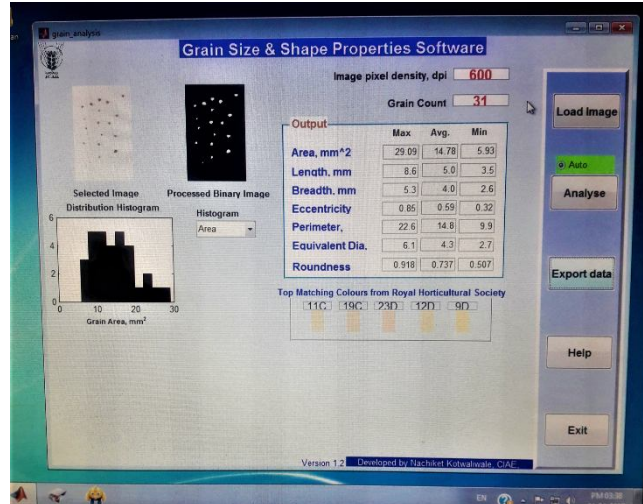 grain_analysis
Grain Size & Shape Properties Software
Image pixel density, dpi 600
Grain Count 31
Load Image
Output
Max Avg. Min
Area, mm^2 29.09 14.78 5.93
Length, mm 8.6 5.0 3.5
Breadth, mm 5.3 4.0 2.6
Eccentricity 0.85 0.59 0.32
Perimeter, 22.6 14.8 9.9
Equivalent Dia. 6.1 4.3 2.7
Roundness 0.918 0.737 0.507
Auto
Analyse
Selected Image Processed Binary Image
Distribution Histogram
Histogram
Area
6
4
2
0
0 10 20 30
Grain Area, mm²
Export data
Top Matching Colours from Royal Horticultural Society
11C 19C 23D 12D 9D
Help
Exit
Version 1.2 Developed by Nachiket Kotwaliwale, CIAE,
EN